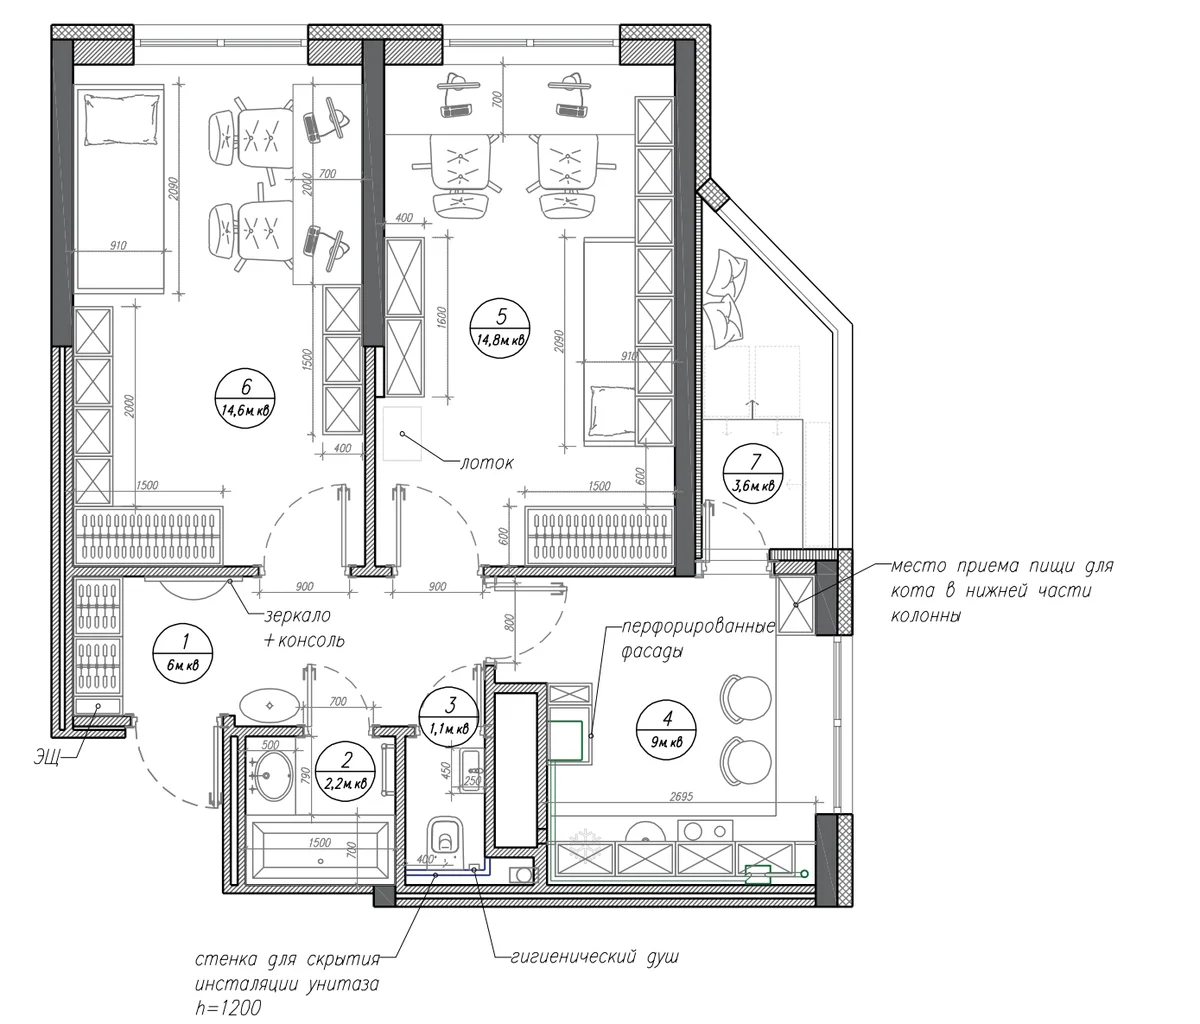 700
2000
700
2090
910
400
1600
5
14,8м кв
2090
910
1500
6
14,6м кв
2000
400
лоток
1500
7
3,6м кв
600
1500
600
900
900
место приема пищи для
кота в нижней части
колонны
зеркало
+консоль
800
перфорированные
фасады
1
6м кв
700
3
1,1м кв
4
9м кв
ЭЩ
500
2
2,2м кв
790
450
250
2695
1500
700
400
стенка для скрытия
инсталяции унитаза
h=1200
гигиенический душ